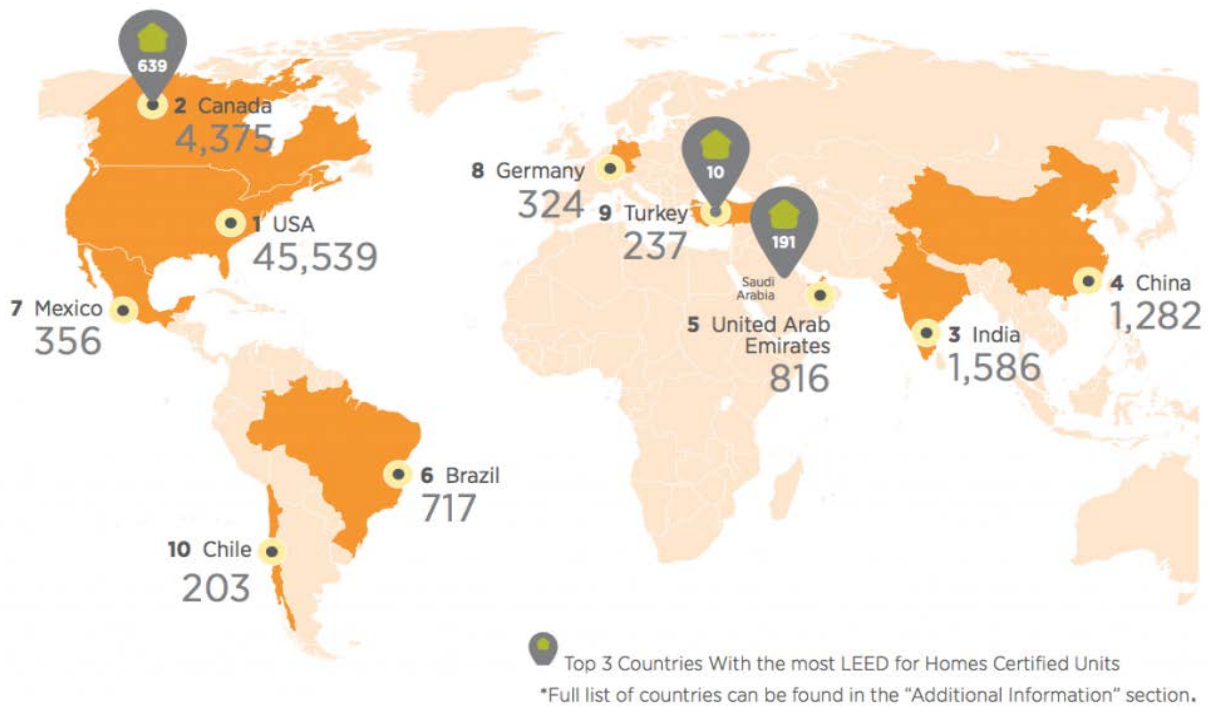 639
2 Canada
4,375
1 USA
45,539
7 Mexico
356
6 Brazil
717
10 Chile
203
8 Germany
324
10
9 Turkey
237
191
Saudi
Arabia
5 United Arab
Emirates
816
4 China
1,282
3 India
1,586
Top 3 Countries With the most LEED for Homes Certified Units
*Full list of countries can be found in the "Additional Information" section.